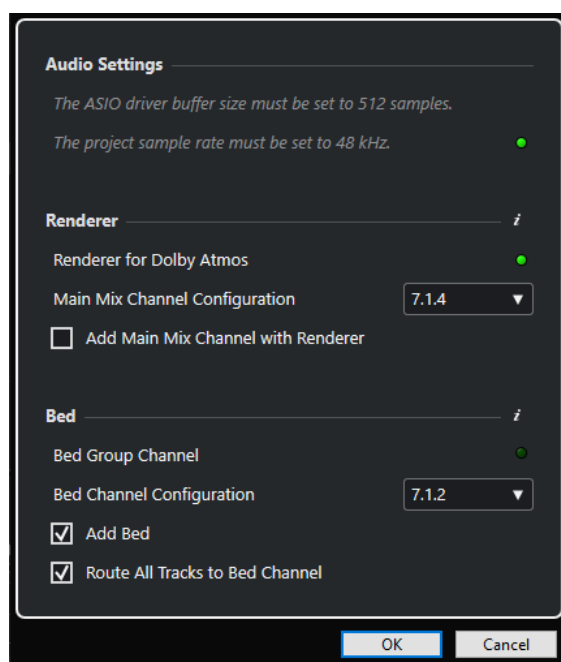 Audio Settings
The ASIO driver buffer size must be set to 512 samples.
The project sample rate must be set to 48 kHz.
Renderer
i
Renderer for Dolby Atmos
Main Mix Channel Configuration
7.1.4
Add Main Mix Channel with Renderer
Bed
i
Bed Group Channel
Bed Channel Configuration
7.1.2
Add Bed
Route All Tracks to Bed Channel
OK
Cancel